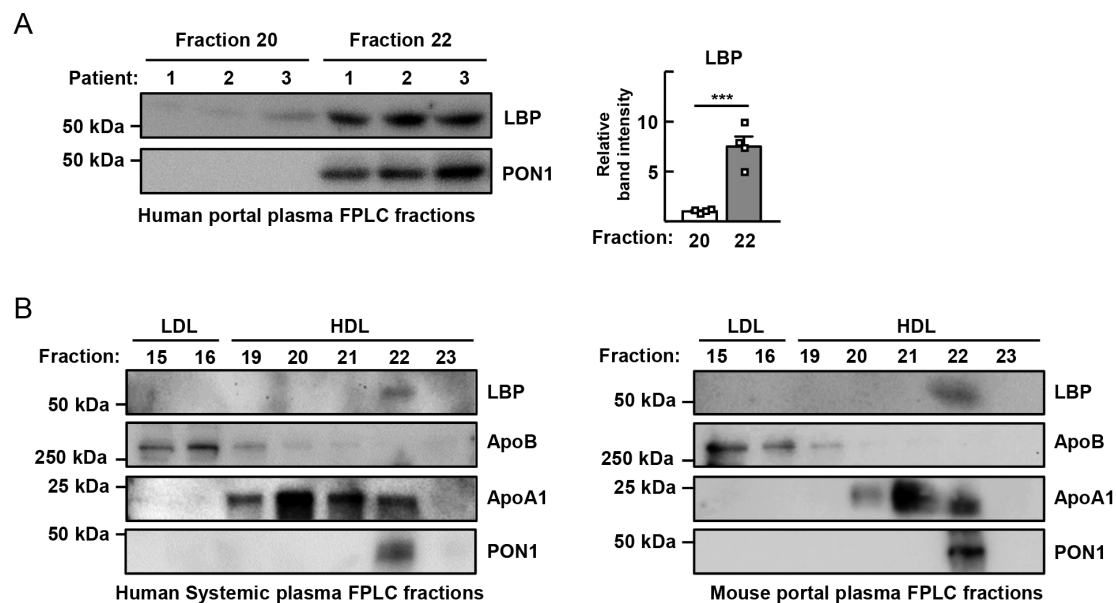 A
Fraction 20 Fraction 22
Patient: 1 2 3 1 2 3
50 kDa LBP
50 kDa PON1
Human portal plasma FPLC fractions
LBP
***
Relative band intensity
10
5
Fraction: 20 22
B
LDL HDL
Fraction: 15 16 19 20 21 22 23
50 kDa LBP
250 kDa ApoB
25 kDa ApoA1
50 kDa PON1
Human Systemic plasma FPLC fractions
LDL HDL
Fraction: 15 16 19 20 21 22 23
50 kDa LBP
250 kDa ApoB
25 kDa ApoA1
50 kDa PON1
Mouse portal plasma FPLC fractions